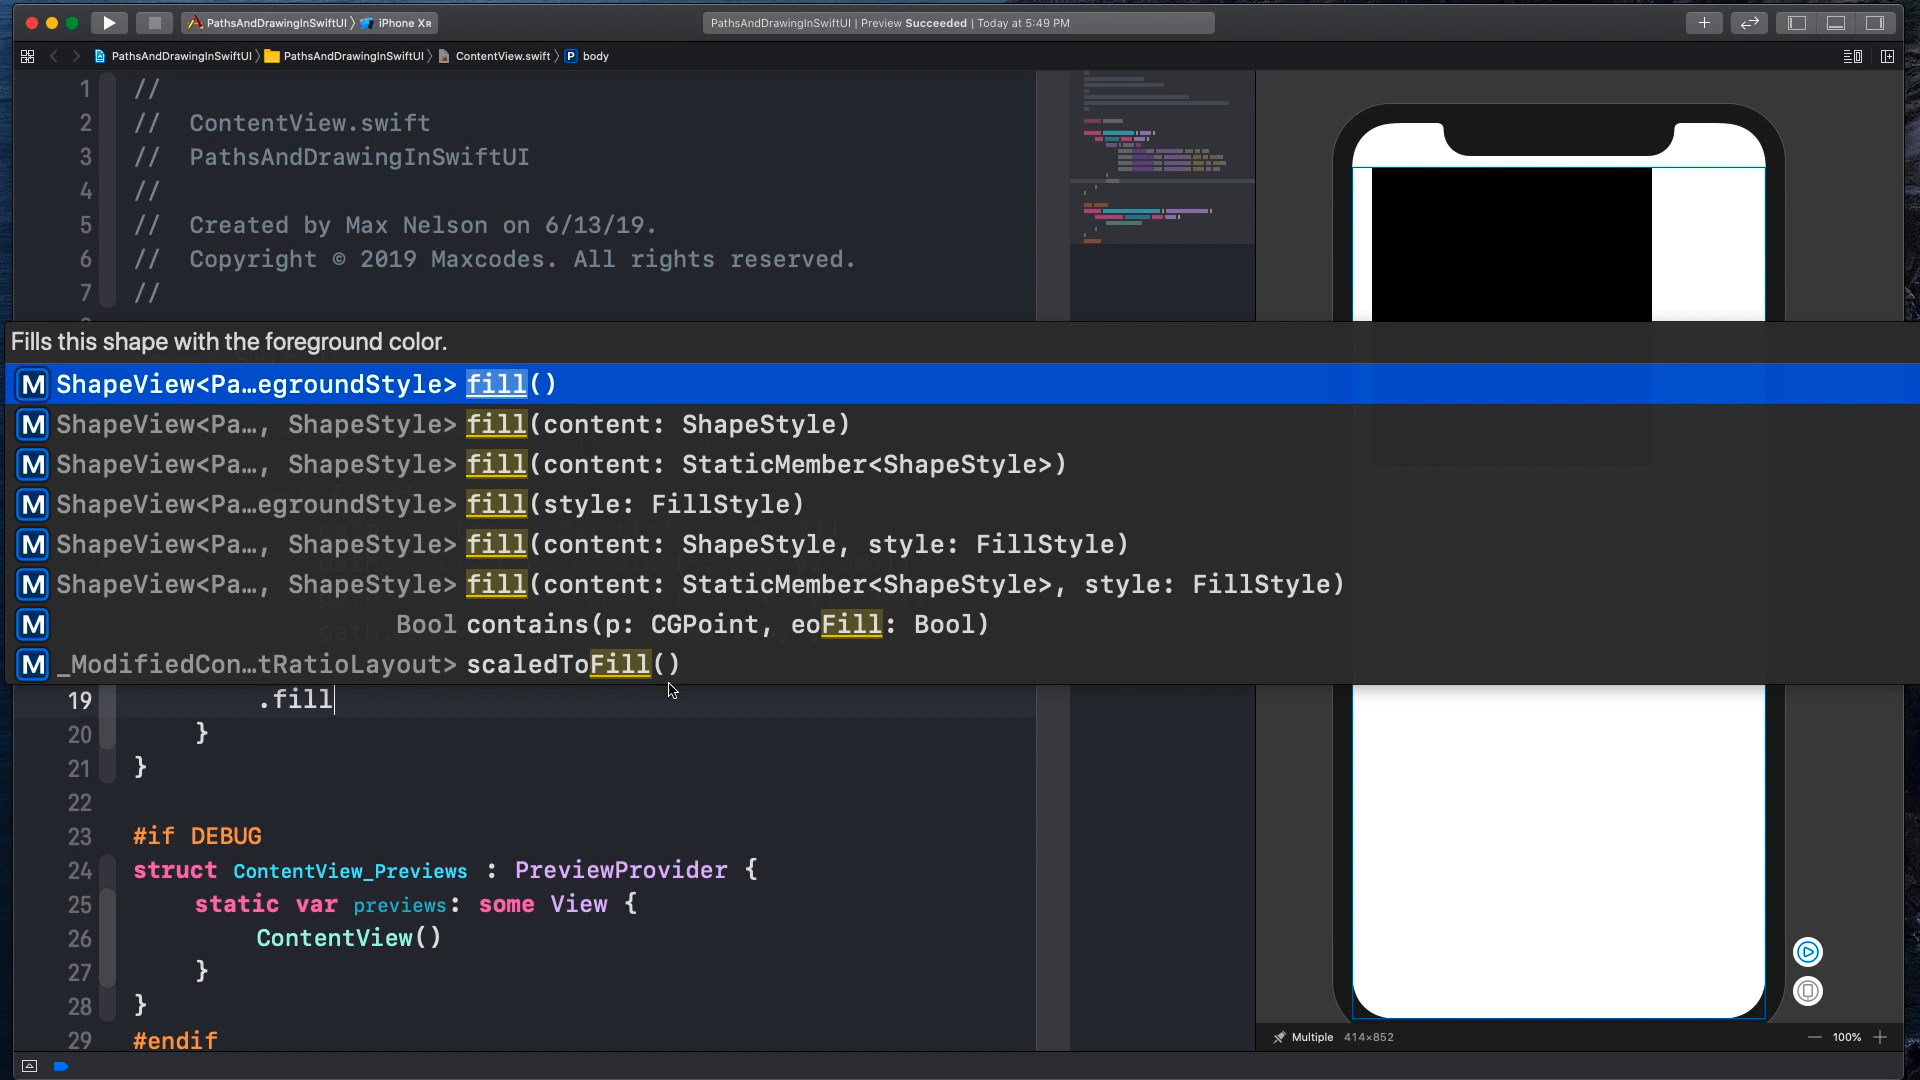 PathsAndDrawingInSwiftUI ⟩ iPhone XR
PathsAndDrawingInSwiftUI | Preview Succeeded | Today at 5:49 PM
PathsAndDrawingInSwiftUI ⟩ PathsAndDrawingInSwiftUI ⟩ ContentView.swift ⟩ P body
1 //
2 //  ContentView.swift
3 //  PathsAndDrawingInSwiftUI
4 //
5 //  Created by Max Nelson on 6/13/19.
6 //  Copyright © 2019 Maxcodes. All rights reserved.
7 //
Fills this shape with the foreground color.
M ShapeView<Pa…egroundStyle> fill()
M ShapeView<Pa…, ShapeStyle> fill(content: ShapeStyle)
M ShapeView<Pa…, ShapeStyle> fill(content: StaticMember<ShapeStyle>)
M ShapeView<Pa…egroundStyle> fill(style: FillStyle)
M ShapeView<Pa…, ShapeStyle> fill(content: ShapeStyle, style: FillStyle)
M ShapeView<Pa…, ShapeStyle> fill(content: StaticMember<ShapeStyle>, style: FillStyle)
M Bool contains(p: CGPoint, eoFill: Bool)
M _ModifiedCon…tRatioLayout> scaledToFill()
19 .fill
20 }
21 }
22
23 #if DEBUG
24 struct ContentView_Previews : PreviewProvider {
25 static var previews: some View {
26 ContentView()
27 }
28 }
29 #endif
Multiple 414×852
100%